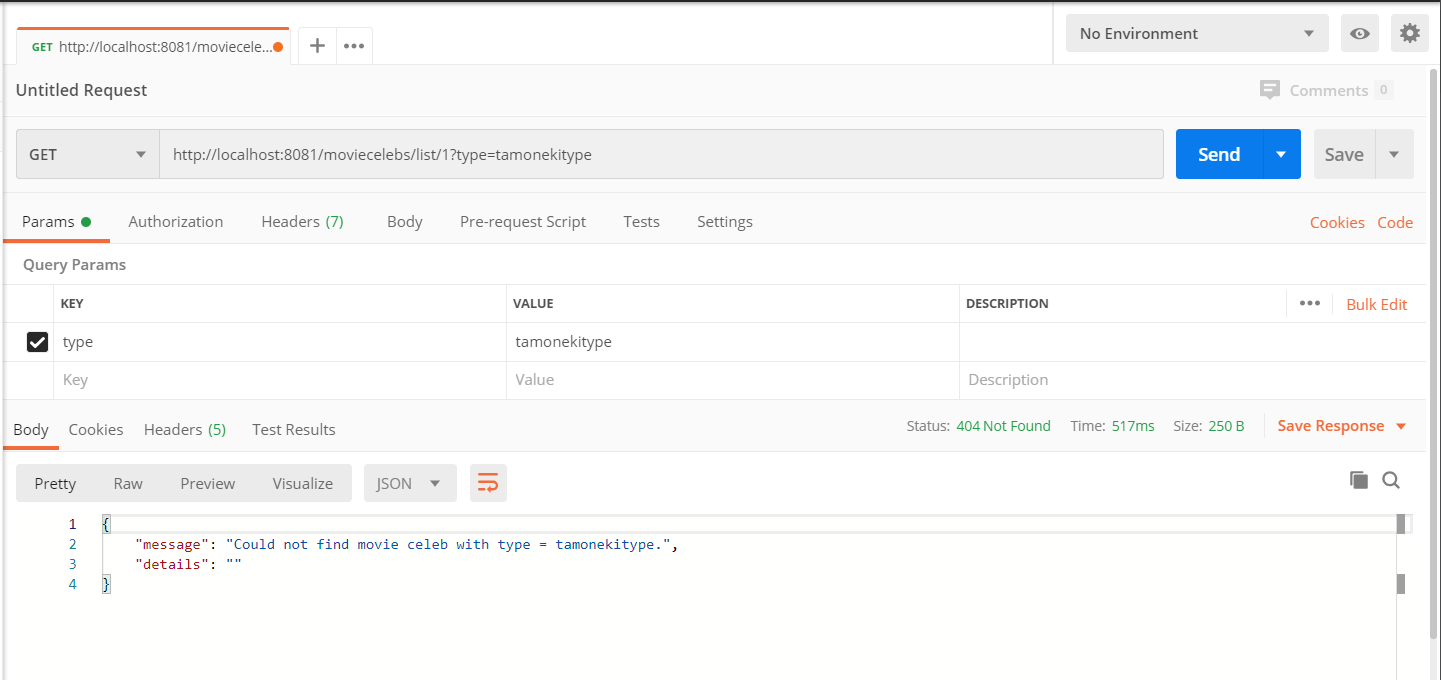 GET http://localhost:8081/moviecele...
No Environment
Untitled Request
Comments 0
GET http://localhost:8081/moviecelebs/list/1?type=tamonekitype Send Save
Params Authorization Headers (7) Body Pre-request Script Tests Settings Cookies Code
Query Params
KEY VALUE DESCRIPTION Bulk Edit
type tamonekitype
Key Value Description
Body Cookies Headers (5) Test Results Status: 404 Not Found Time: 517ms Size: 250 B Save Response
Pretty Raw Preview Visualize JSON
1 {
2 "message": "Could not find movie celeb with type = tamonekitype.",
3 "details": ""
4 }